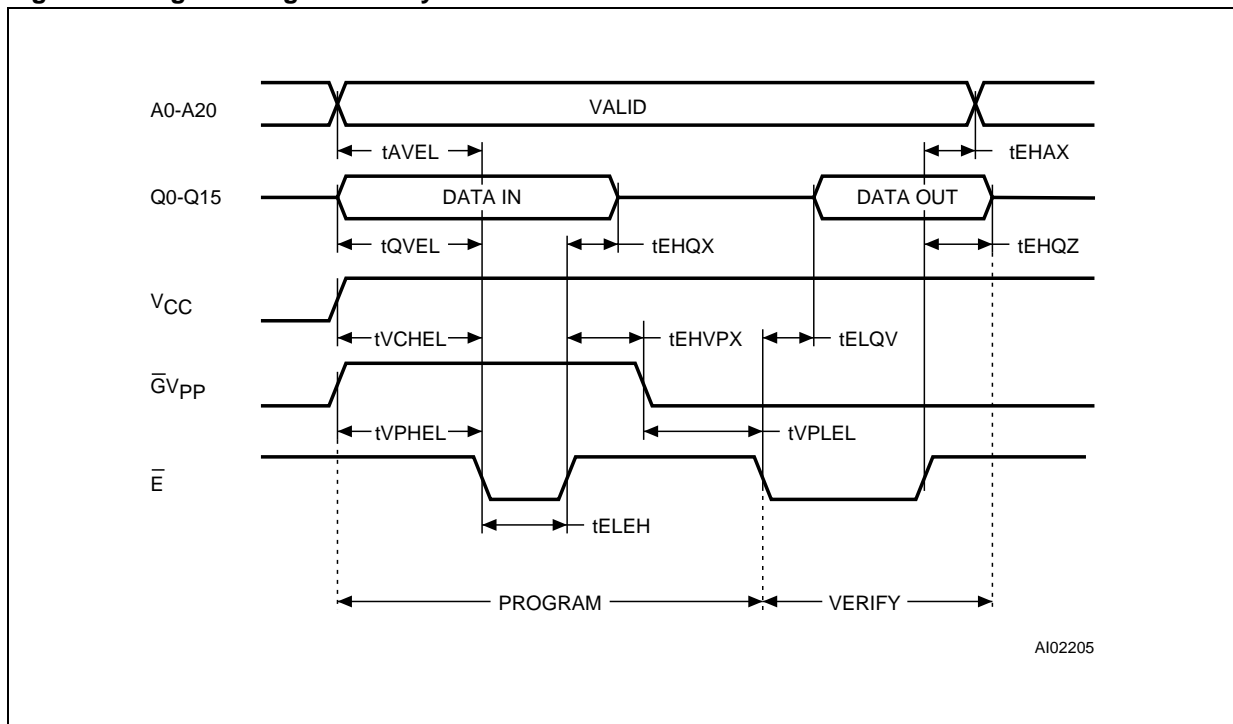 A0-A20
VALID
tAVEL
tEHAX
Q0-Q15
DATA IN
DATA OUT
tQVEL
tEHQX
tEHQZ
VCC
tVCHEL
tEHVPX
tELQV
G̅VPP
tVPHEL
tVPLEL
E̅
tELEH
PROGRAM
VERIFY
AI02205